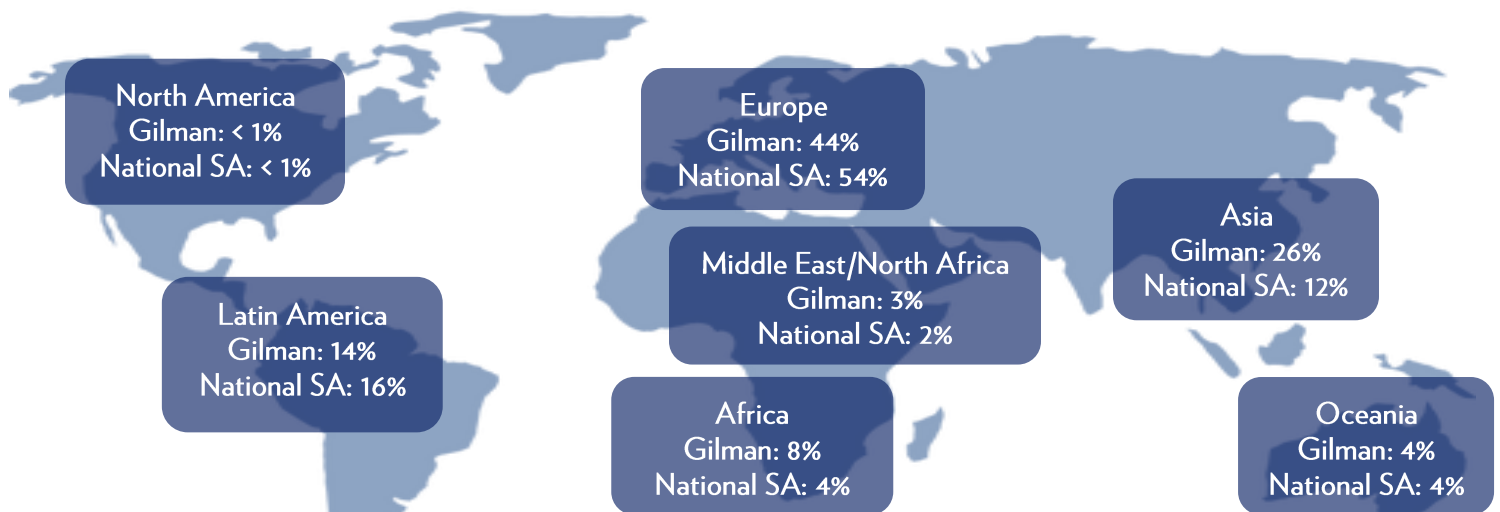 North America
Gilman: < 1%
National SA: < 1%
Europe
Gilman: 44%
National SA: 54%
Asia
Gilman: 26%
National SA: 12%
Middle East/North Africa
Gilman: 3%
National SA: 2%
Latin America
Gilman: 14%
National SA: 16%
Africa
Gilman: 8%
National SA: 4%
Oceania
Gilman: 4%
National SA: 4%